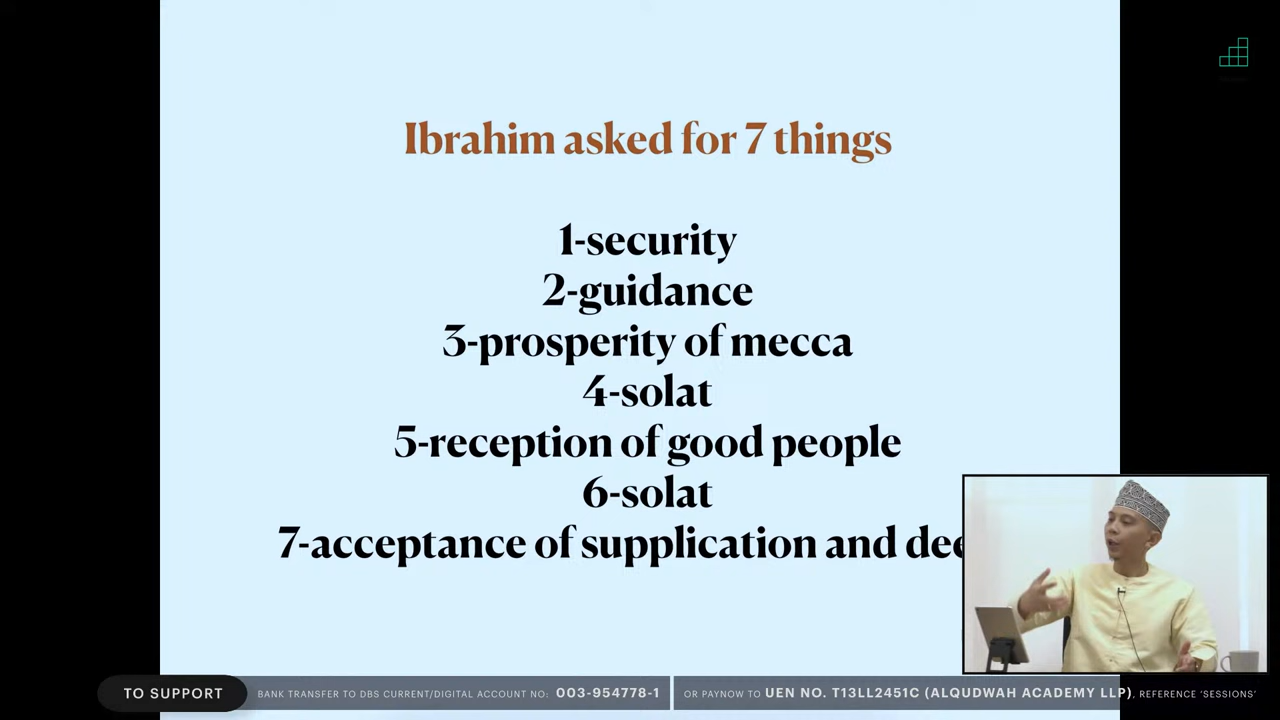 Ibrahim asked for 7 things
1-security
2-guidance
3-prosperity of mecca
4-solat
5-reception of good people
6-solat
7-acceptance of supplication and
TO SUPPORT BANK TRANSFER TO DBS CURRENT/DIGITAL ACCOUNT NO: 003-954778-1 OR PAYNOW TO UEN NO. T13LL2451C (ALQUDWAH ACADEMY LLP), REFERENCE 'SESSIONS'